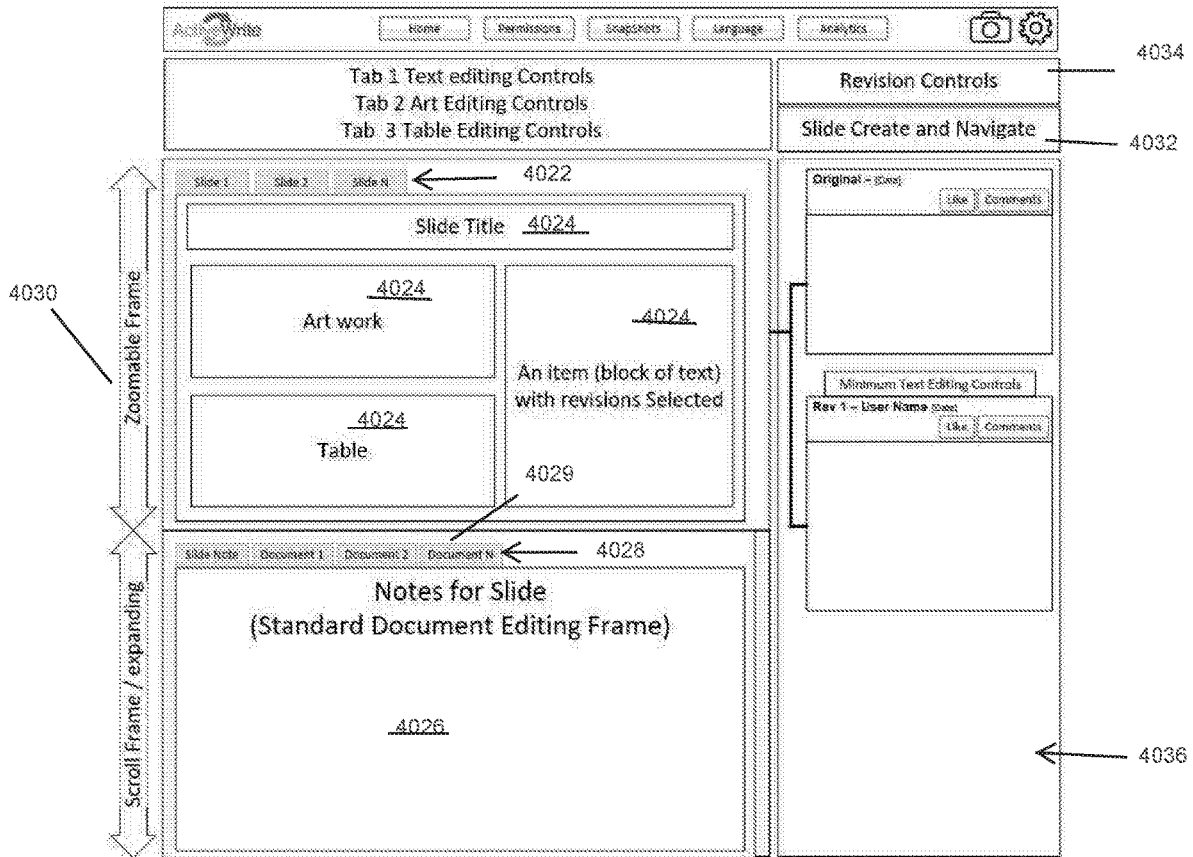 ActiveWrite
Home
Permissions
Snapshots
Language
Analytics
4034
Tab 1 Text editing Controls
Tab 2 Art Editing Controls
Tab 3 Table Editing Controls
Revision Controls
Slide Create and Navigate
4032
Slide 1
Slide 2
Slide N
4022
Slide Title 4024
4030
Zoomable Frame
4024
Art work
4024
An item (block of text)
with revisions Selected
4024
Table
Original – [Date]
Like
Comments
Minimum Text Editing Controls
Rev 1 – User Name [Date]
Like
Comments
4029
Slide Note
Document 1
Document 2
Document N
4028
Scroll Frame / expanding
Notes for Slide
(Standard Document Editing Frame)
4026
4036